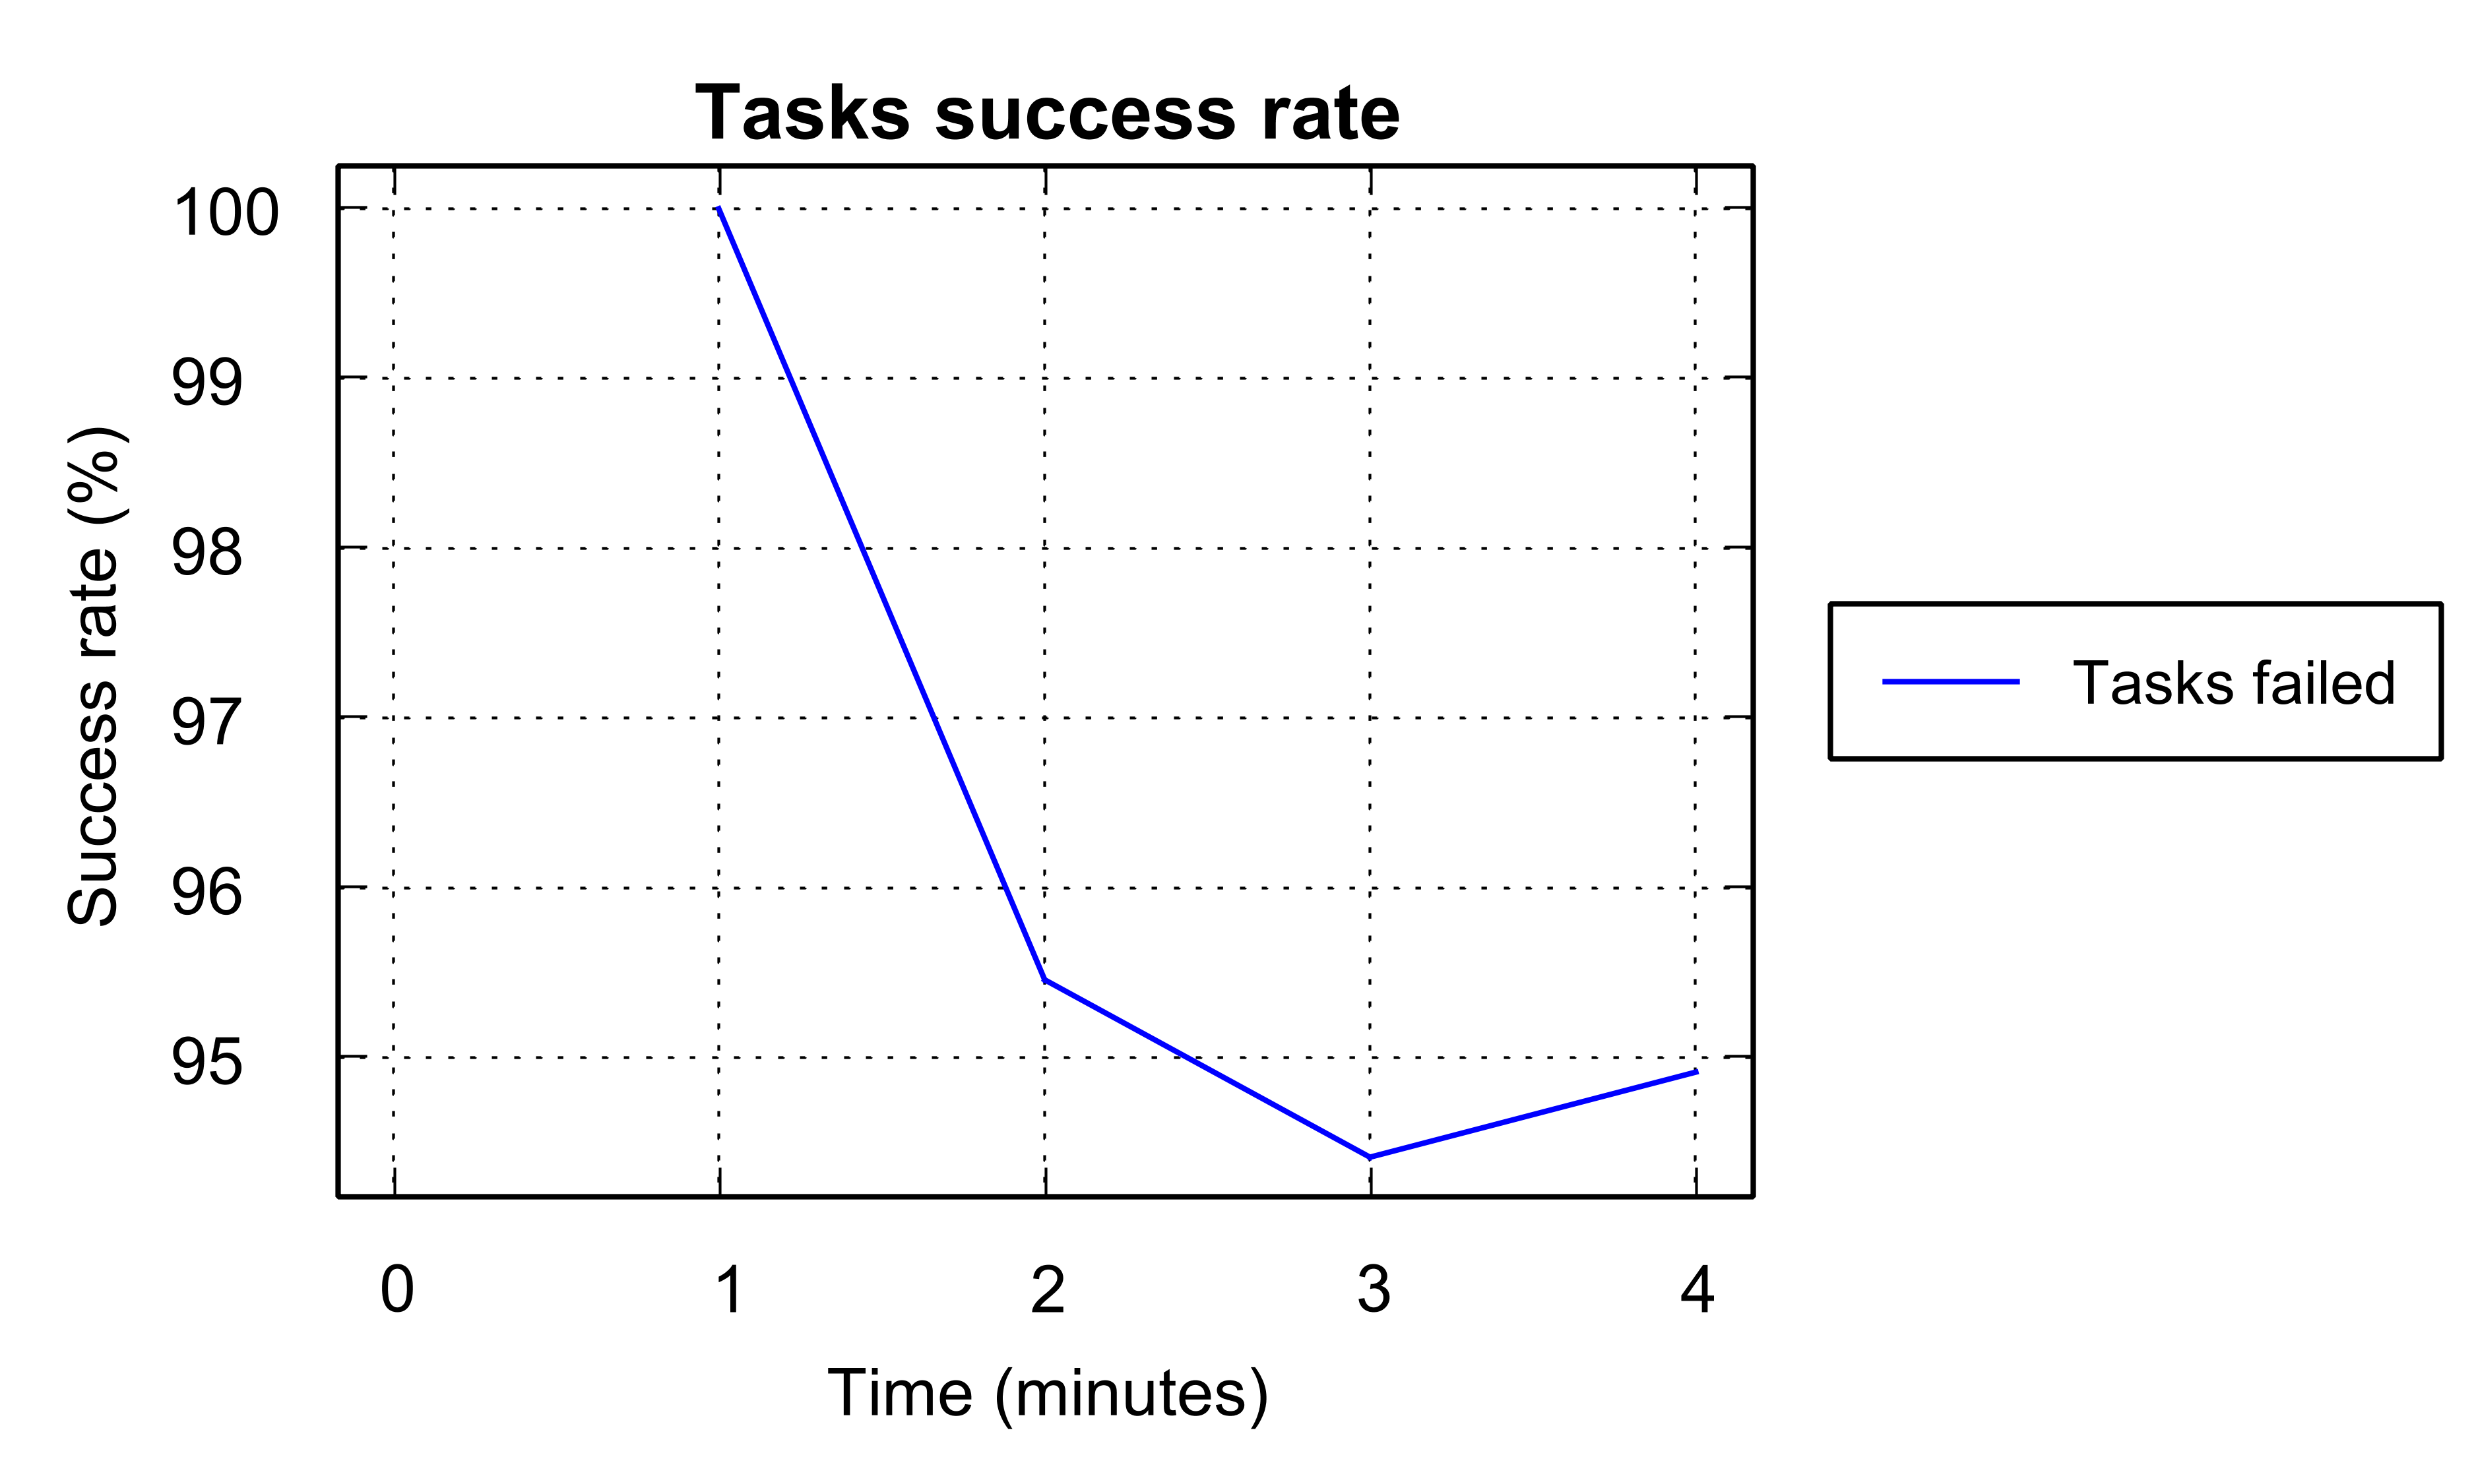 Tasks success rate
100
99
98
97
96
95
Success rate (%)
Tasks failed
0 1 2 3 4
Time (minutes)